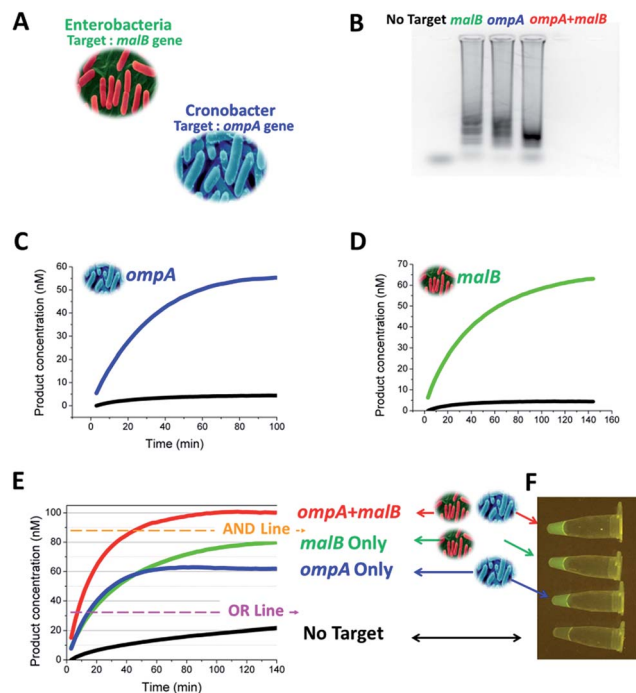 A
Enterobacteria
Target : malB gene
Cronobacter
Target : ompA gene
B
No Target malB ompA ompA+malB
C
ompA
Product concentration (nM)
60
50
40
30
20
10
0
0 20 40 60 80 100
Time (min)
D
malB
Product concentration (nM)
70
60
50
40
30
20
10
0
0 20 40 60 80 100 120 140 160
Time (min)
E
Product concentration (nM)
100
80
60
40
20
0
AND Line
OR Line
20 40 60 80 100 120 140
Time (min)
ompA+malB
malB Only
ompA Only
No Target
F